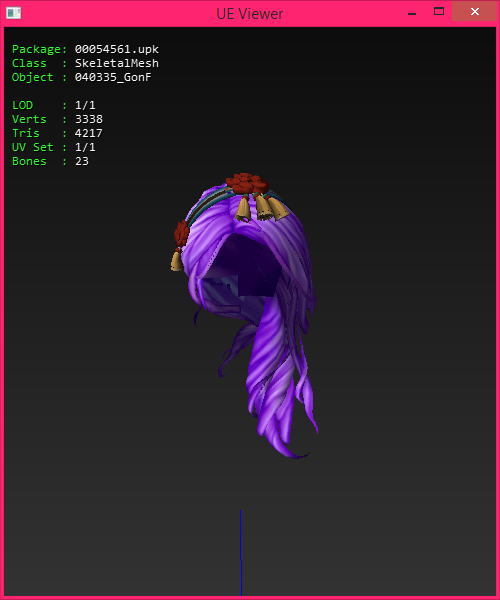 UE Viewer
Package: 00054561.upk
Class  : SkeletalMesh
Object : 040335_GonF
LOD    : 1/1
Verts  : 3338
Tris   : 4217
UV Set : 1/1
Bones  : 23